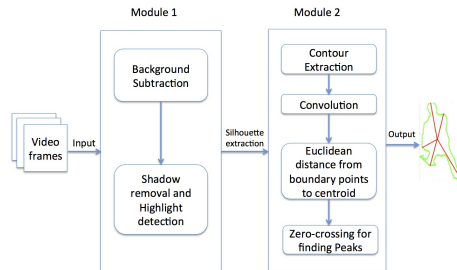 Module 1
Module 2
Video
frames
Input
Background
Subtraction
Shadow
removal and
Highlight
detection
Silhouette
extraction
Contour
Extraction
Convolution
Euclidean
distance from
boundary points
to centroid
Zero-crossing for
finding Peaks
Output